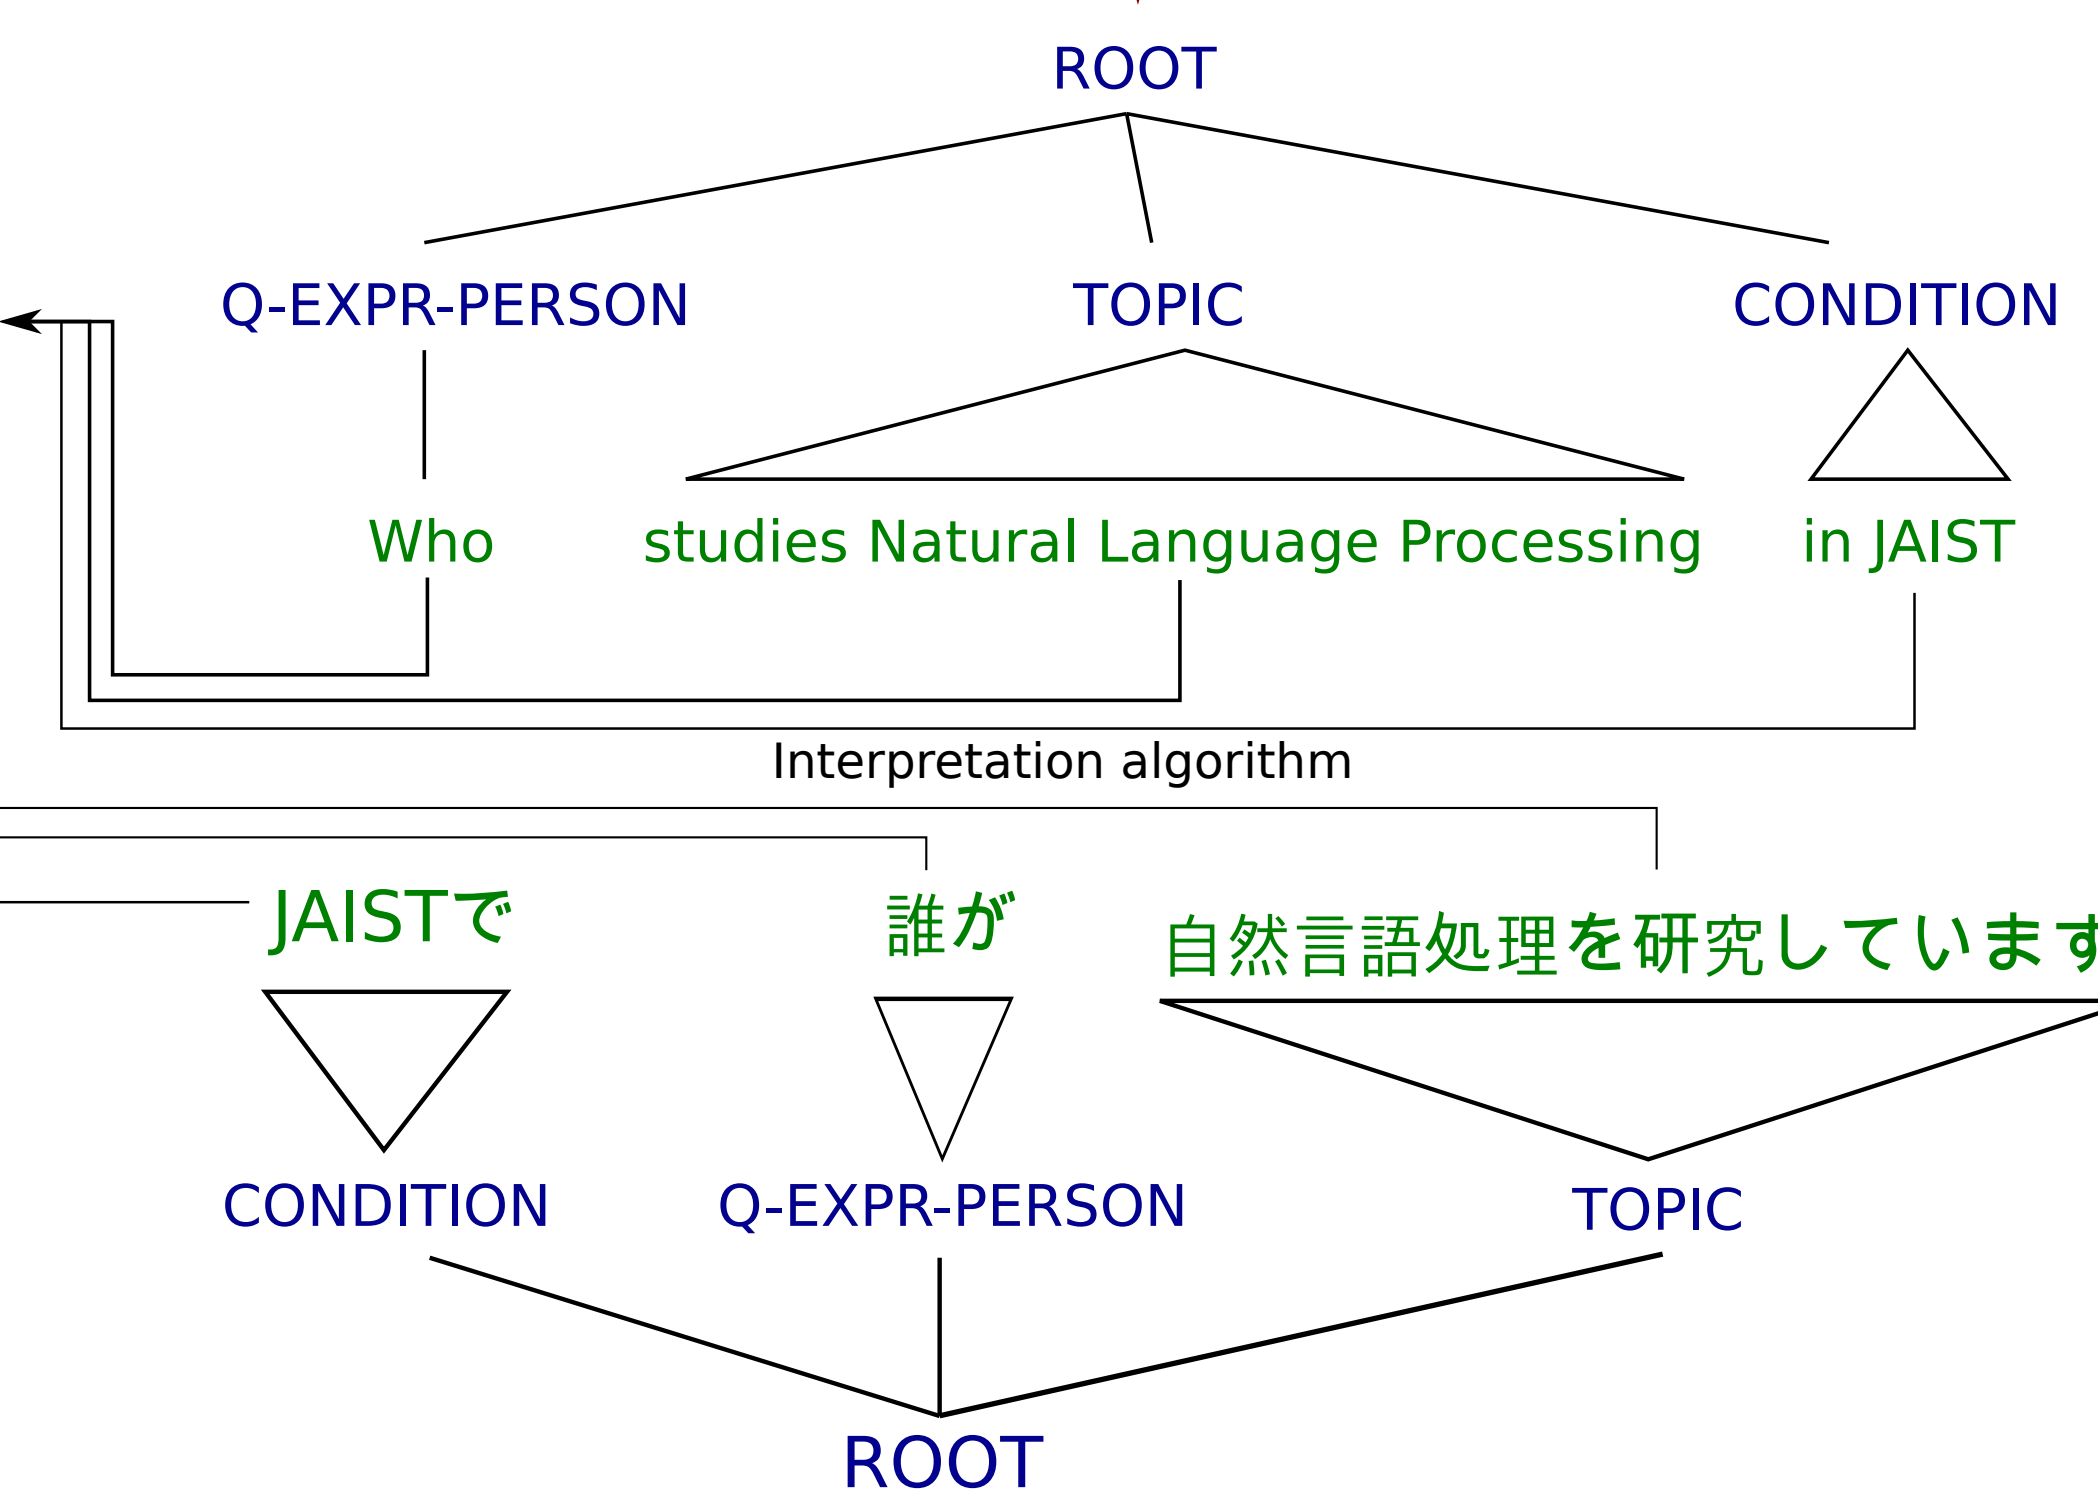 ROOT
Q-EXPR-PERSON TOPIC CONDITION
Who studies Natural Language Processing in JAIST
Interpretation algorithm
JAISTで 誰が 自然言語処理を研究しています
CONDITION Q-EXPR-PERSON TOPIC
ROOT